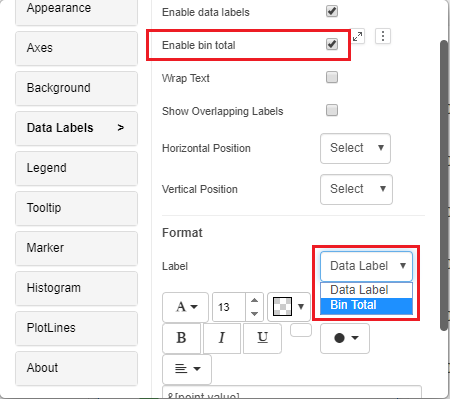 Appearance
Axes
Background
Data Labels >
Legend
Tooltip
Marker
Histogram
PlotLines
About
Enable data labels
Enable bin total
Wrap Text
Show Overlapping Labels
Horizontal Position Select
Vertical Position Select
Format
Label Data Label
Data Label
Bin Total
A 13
B I U
&[point value]